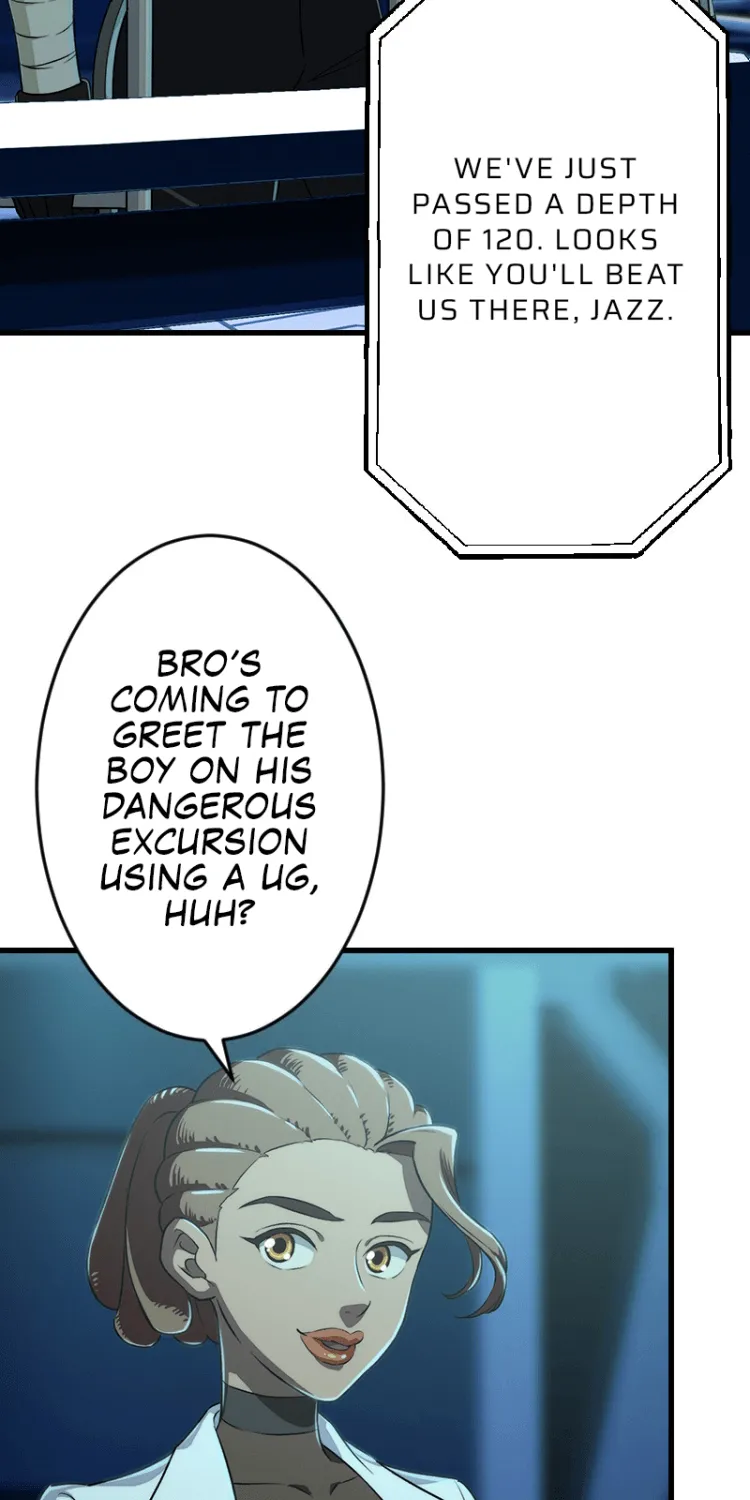 WE'VE JUST
PASSED A DEPTH
OF 120. LOOKS
LIKE YOU'LL BEAT
US THERE, JAZZ.
BRO'S
COMING TO
GREET THE
BOY ON HIS
DANGEROUS
EXCURSION
USING A UG,
HUH?